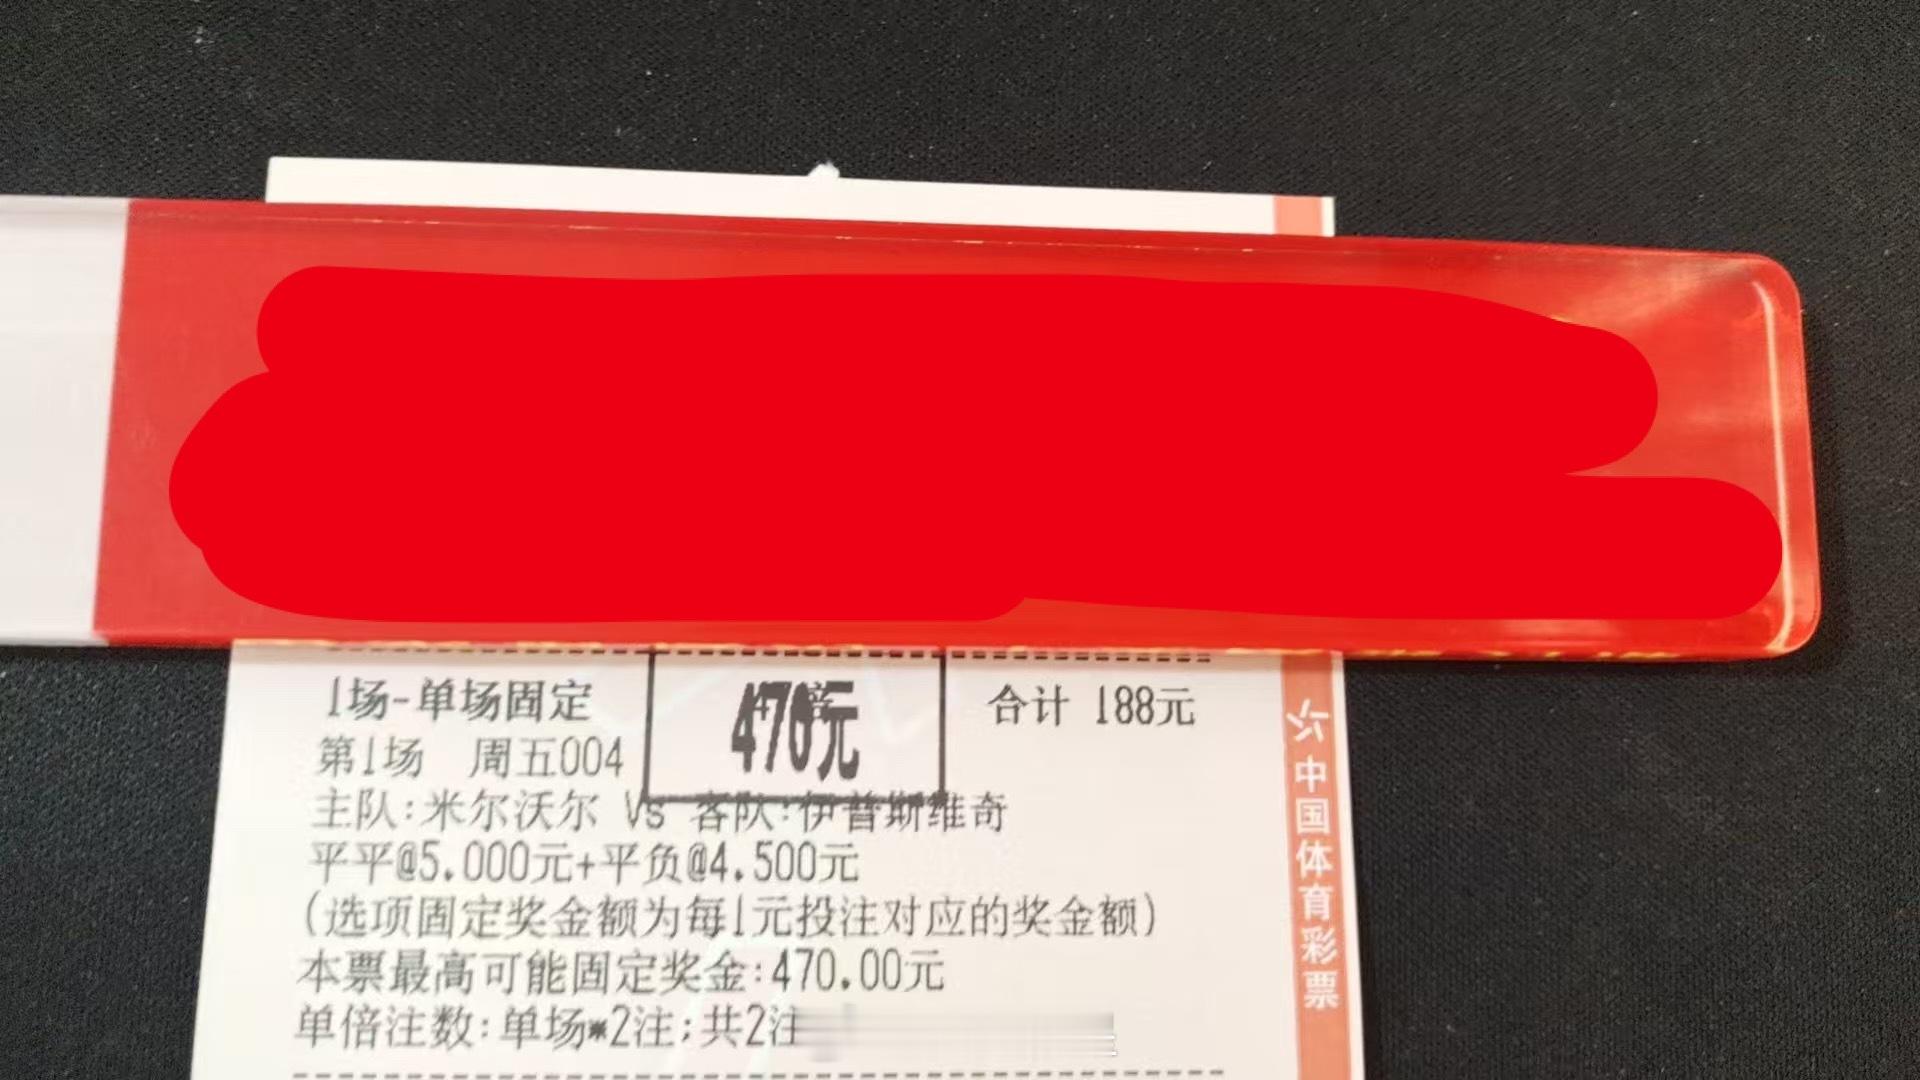 1场-单场固定 470元 合计 188元
第1场 周五004
主队:米尔沃尔 Vs 客队:伊普斯维奇
平平@5.000元+平负@4.500元
(选项固定奖金额为每1元投注对应的奖金额)
本票最高可能固定奖金:470.00元
单倍注数:单场*2注;共2注
中国体育彩票